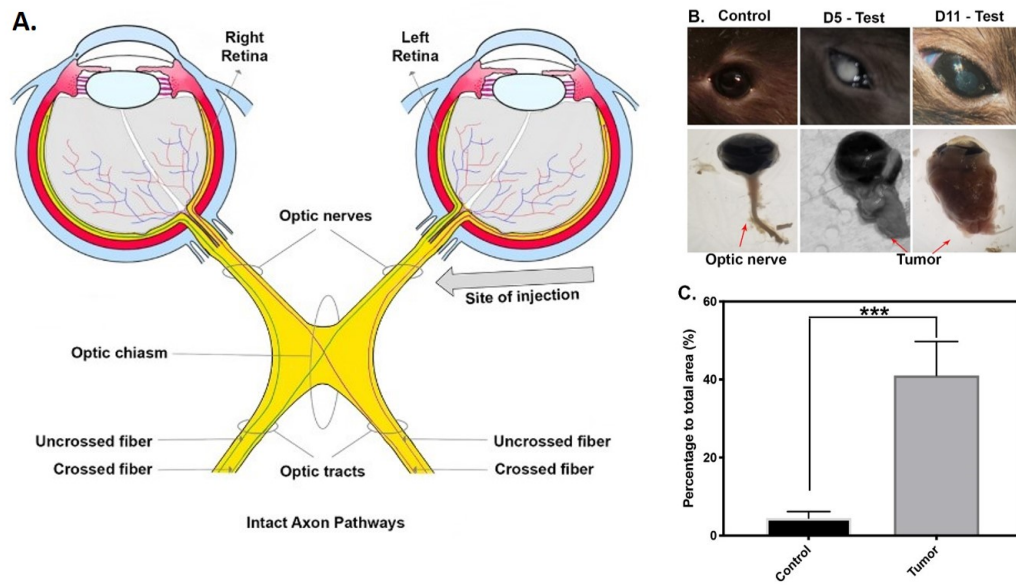 A.
Right
Retina
Left
Retina
Optic nerves
Site of injection
Optic chiasm
Uncrossed fiber
Crossed fiber
Optic tracts
Uncrossed fiber
Crossed fiber
Intact Axon Pathways
B.
Control
D5 - Test
D11 - Test
Optic nerve
Tumor
C.
Percentage to total area (%)
60
40
20
0
***
Control
Tumor